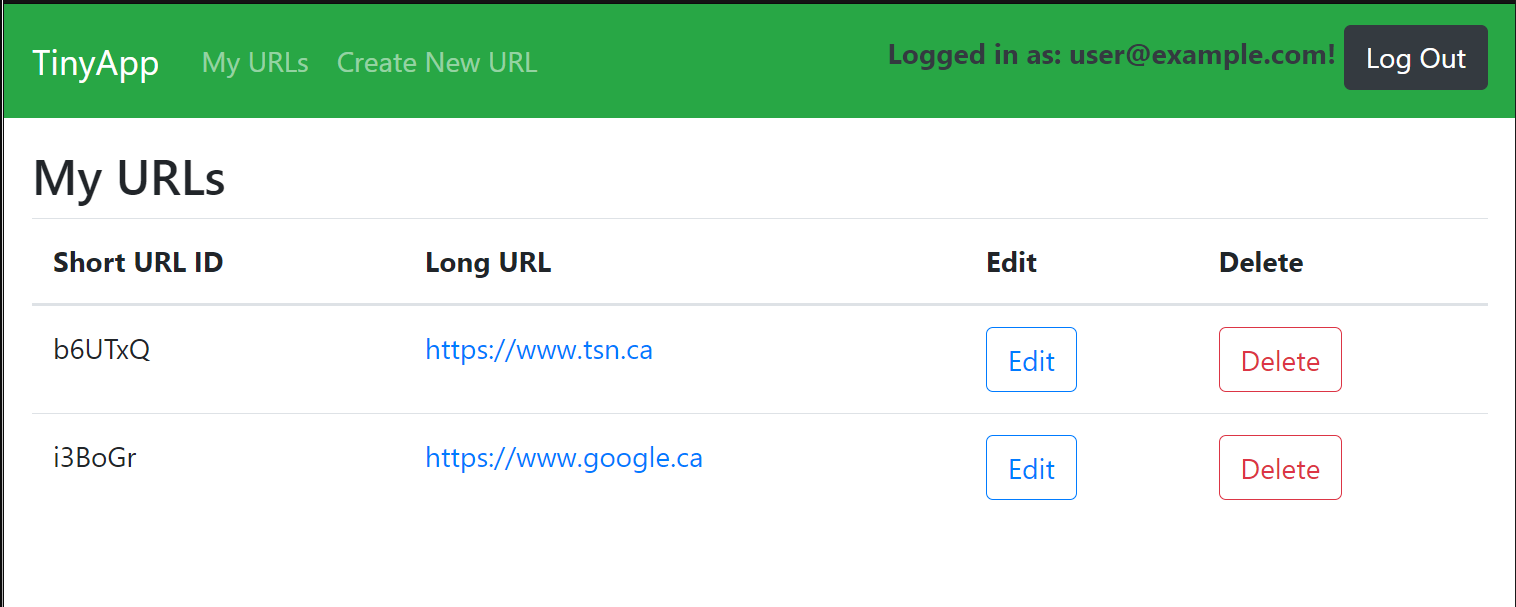 TinyApp My URLs Create New URL Logged in as: user@example.com! Log Out
My URLs
Short URL ID Long URL Edit Delete
b6UTxQ https://www.tsn.ca Edit Delete
i3BoGr https://www.google.ca Edit Delete